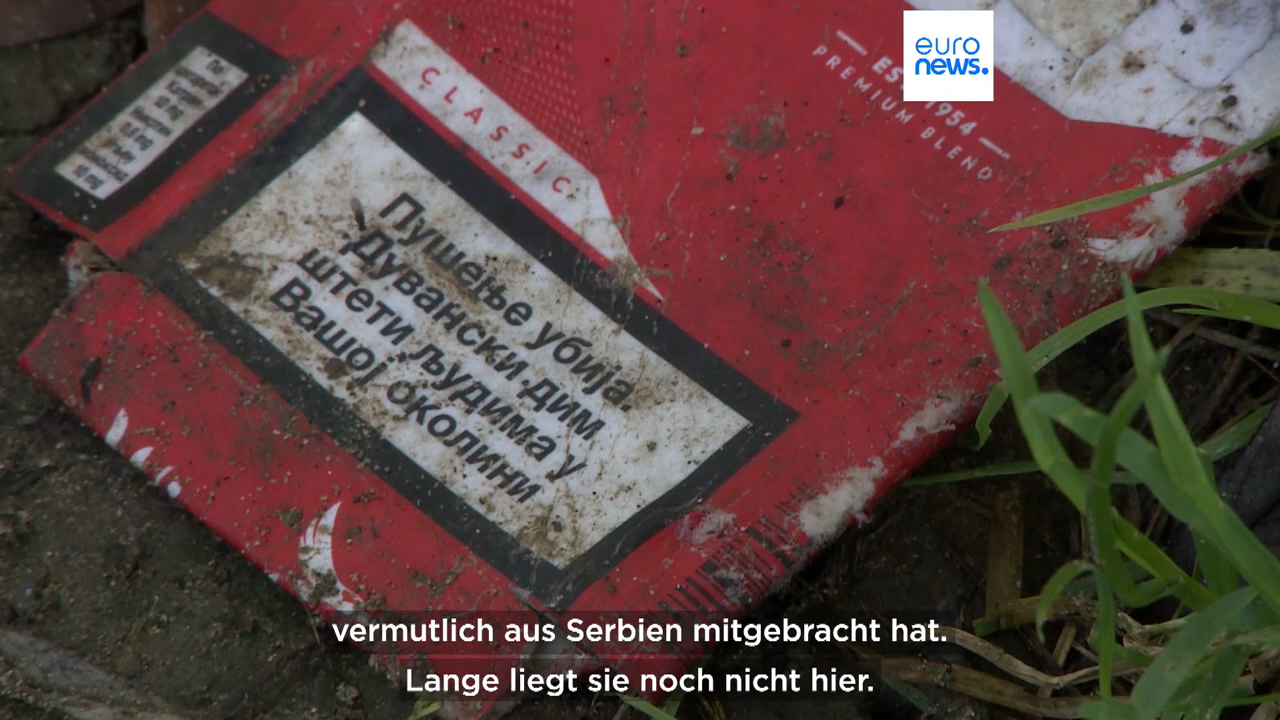 euro
news.
CLASSIC
EST. 1954
PREMIUM BLEND
Пушење убија.
Дувански дим
штети људима у
Вашој околини
vermutlich aus Serbien mitgebracht hat.
Lange liegt sie noch nicht hier.